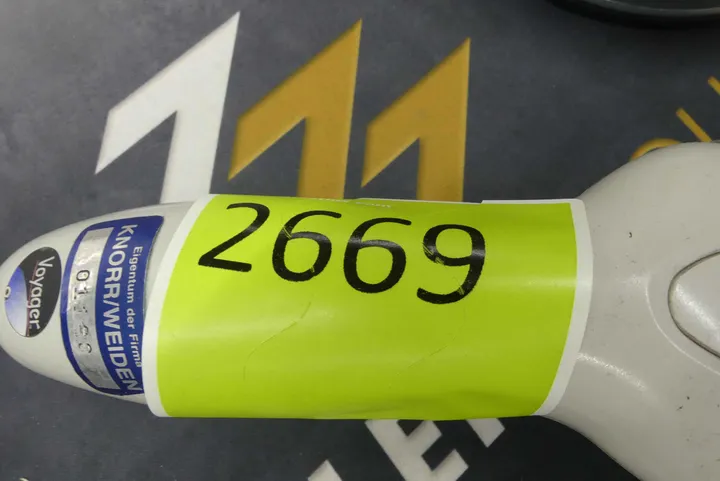 2669
Voyager
Eigentum der Firma
KNORR/WEIDEN